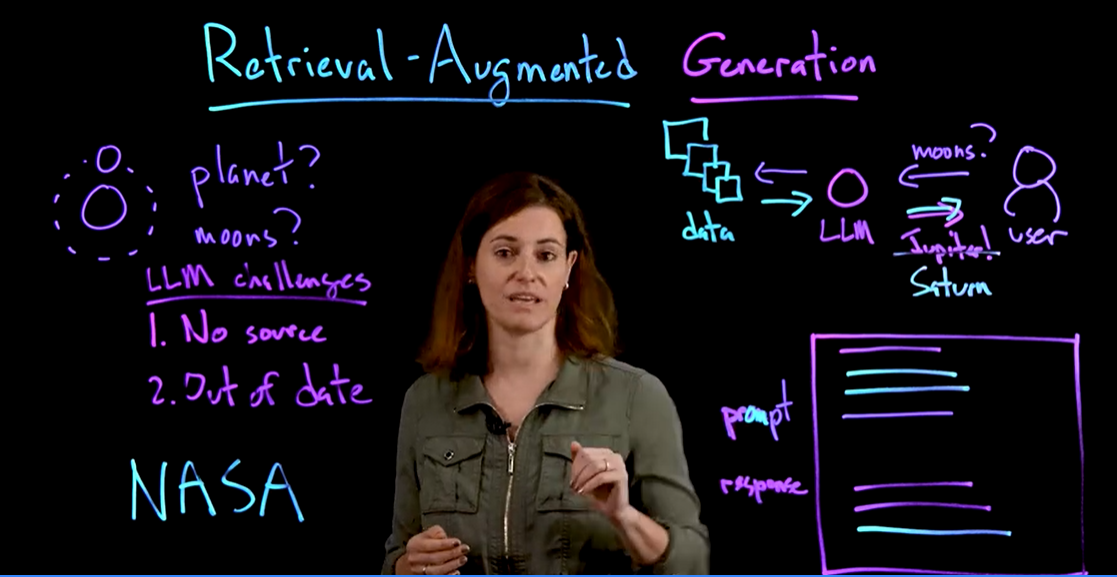 Retrieval-Augmented Generation
planet?
moons?
LLM challenges
1. No source
2. Out of date
NASA
moons?
data
LLM
user
Jupiter!
Saturn
prompt
response